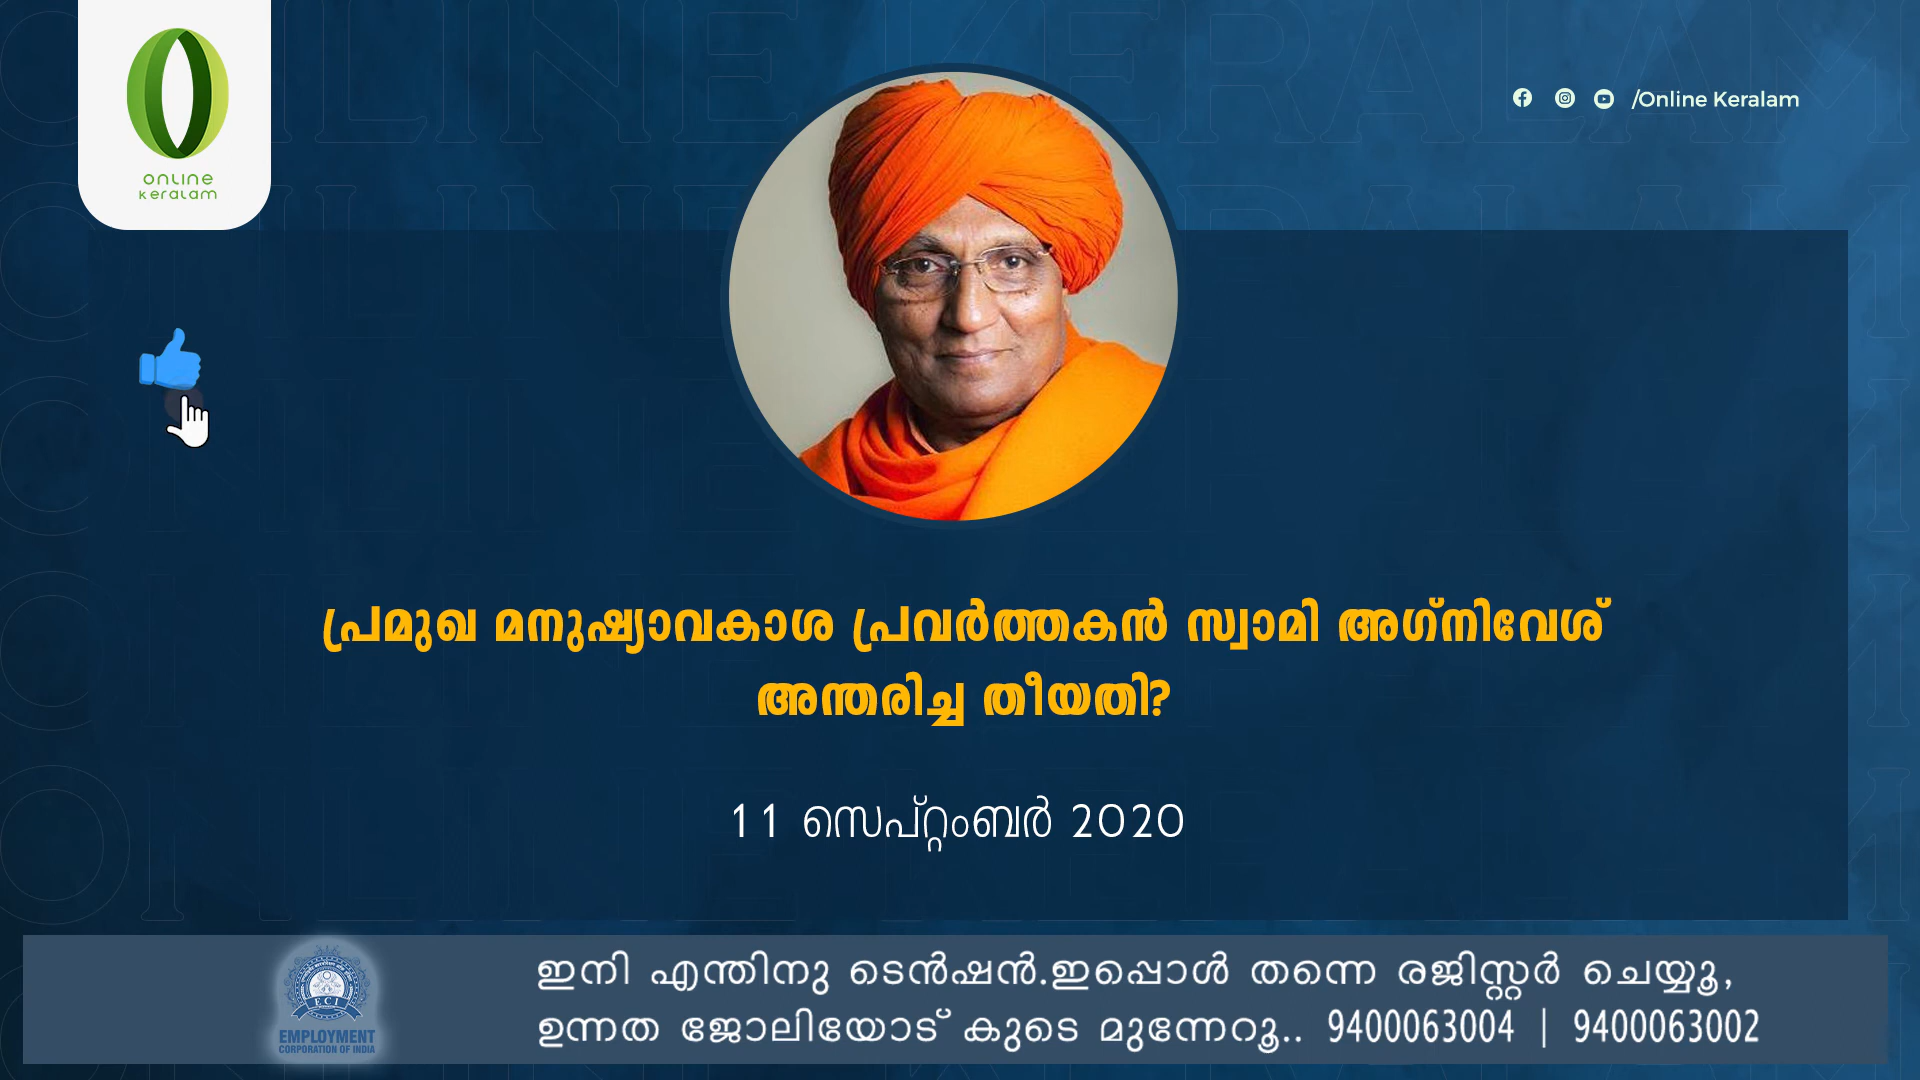 ONLINE
keralam
/Online Keralam
പ്രമുഖ മനുഷ്യാവകാശ പ്രവർത്തകൻ സ്വാമി അഗ്നിവേശ്
അന്തരിച്ച തീയതി?
11 സെപ്റ്റംബർ 2020
ECI
EMPLOYMENT
CORPORATION OF INDIA
ഇനി എന്തിനു ടെൻഷൻ.ഇപ്പൊൾ തന്നെ രജിസ്റ്റർ ചെയ്യൂ,
ഉന്നത ജോലിയോട് കുടെ മുന്നേറൂ.. 9400063004 | 9400063002